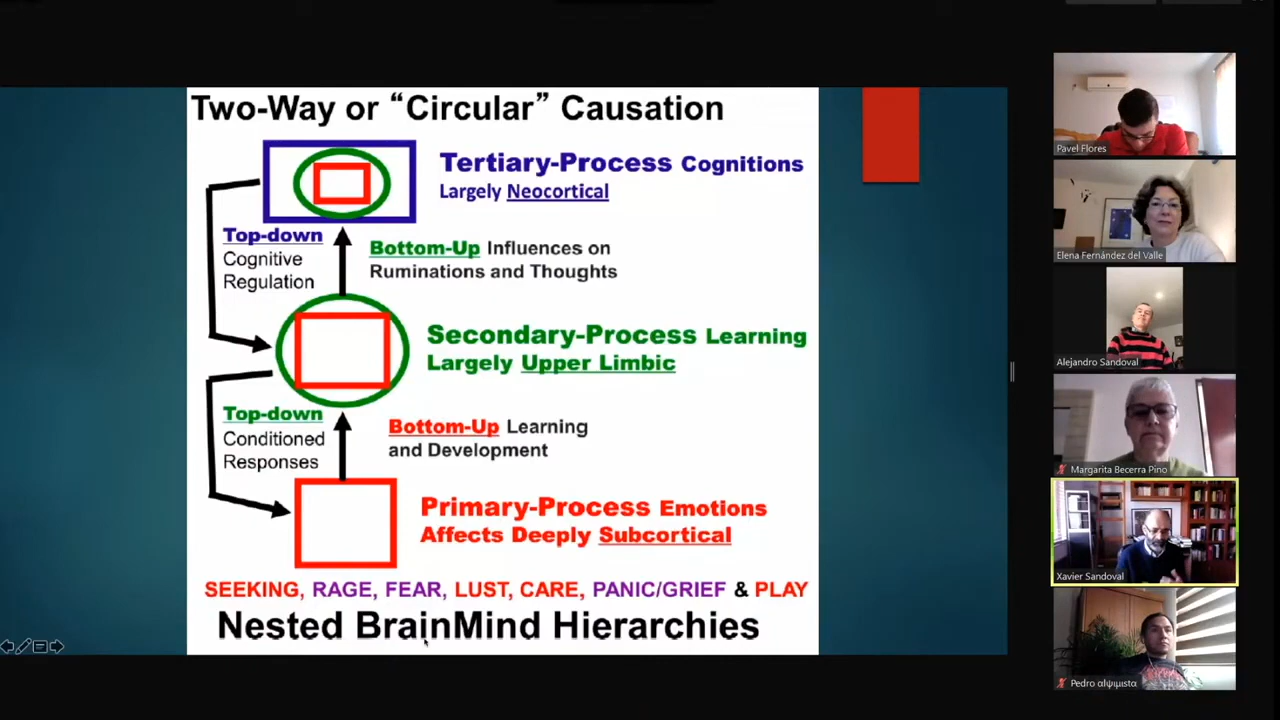 Two-Way or “Circular” Causation
Tertiary-Process Cognitions
Largely Neocortical
Top-down
Cognitive
Regulation
Bottom-Up Influences on
Ruminations and Thoughts
Secondary-Process Learning
Largely Upper Limbic
Top-down
Conditioned
Responses
Bottom-Up Learning
and Development
Primary-Process Emotions
Affects Deeply Subcortical
SEEKING, RAGE, FEAR, LUST, CARE, PANIC/GRIEF & PLAY
Nested BrainMind Hierarchies
Pavel Flores
Elena Fernández del Valle
Alejandro Sandoval
Margarita Becerra Pino
Xavier Sandoval
Pedro αlψιμιsτα